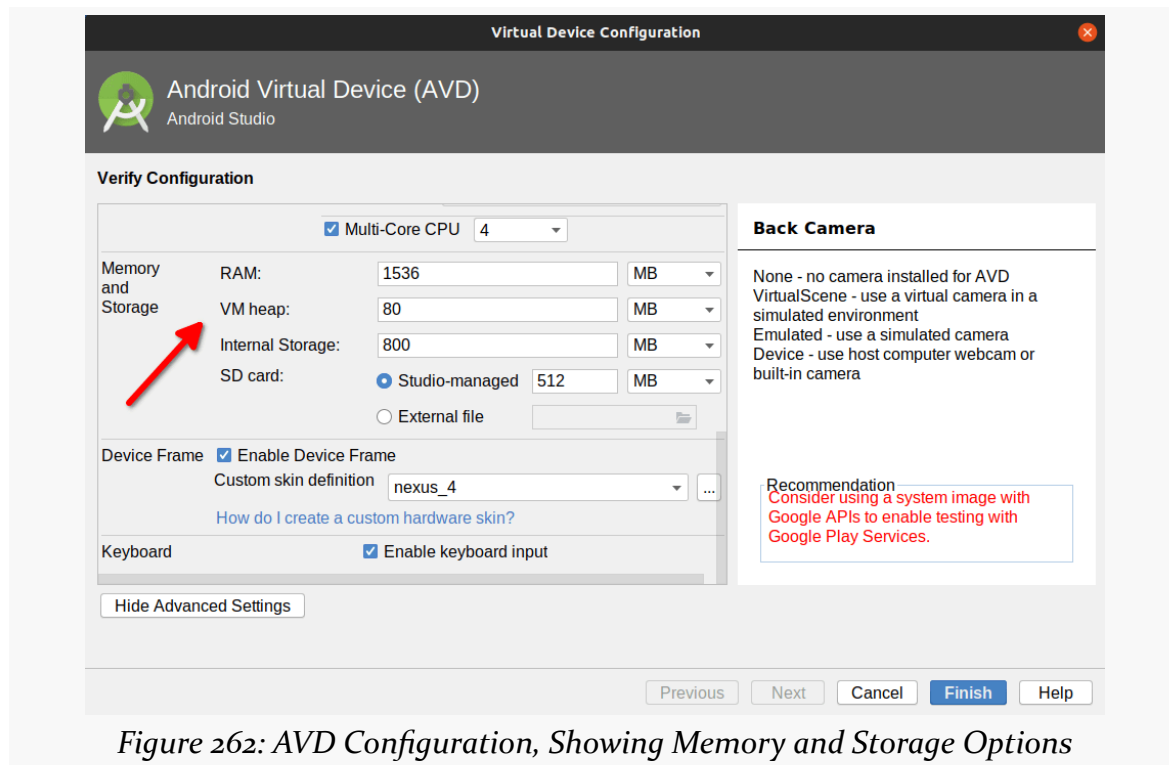 Virtual Device Configuration
Android Virtual Device (AVD)
Android Studio
Verify Configuration
Multi-Core CPU 4
Memory and Storage
RAM: 1536 MB
VM heap: 80 MB
Internal Storage: 800 MB
SD card: Studio-managed 512 MB
External file
Device Frame Enable Device Frame
Custom skin definition nexus_4 ...
How do I create a custom hardware skin?
Keyboard Enable keyboard input
Hide Advanced Settings
Back Camera
None - no camera installed for AVD
VirtualScene - use a virtual camera in a
simulated environment
Emulated - use a simulated camera
Device - use host computer webcam or
built-in camera
Recommendation
Consider using a system image with
Google APIs to enable testing with
Google Play Services.
Previous Next Cancel Finish Help
Figure 262: AVD Configuration, Showing Memory and Storage Options